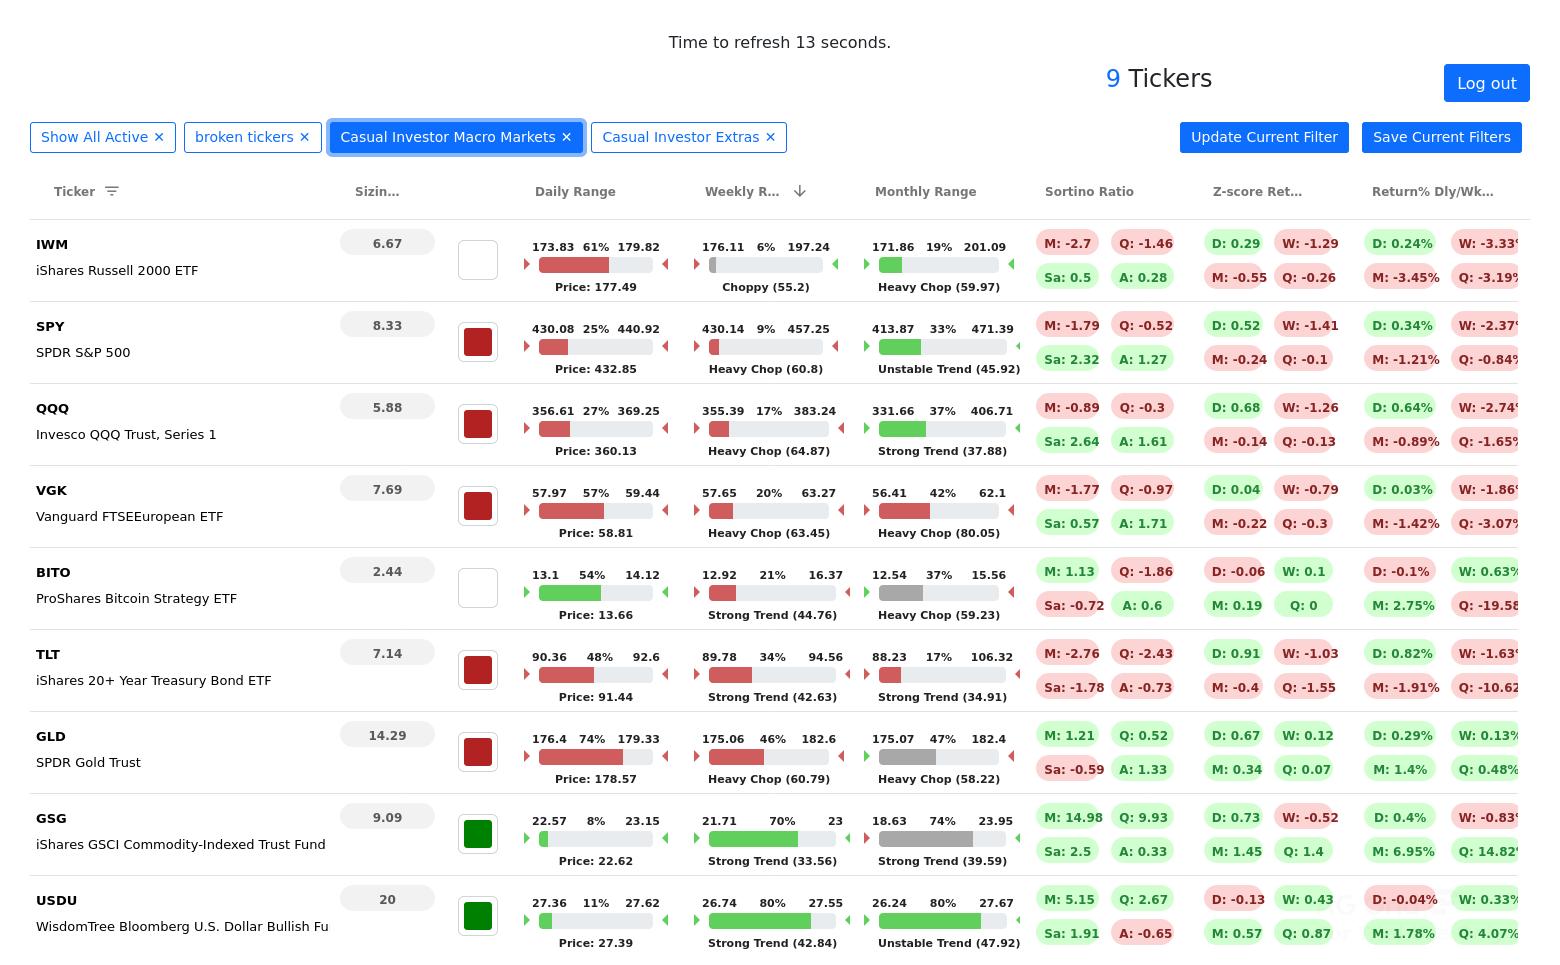 Time to refresh 13 seconds.
9 Tickers
Log out
Show All Active ✕ broken tickers ✕ Casual Investor Macro Markets ✕ Casual Investor Extras ✕ Update Current Filter Save Current Filters
Ticker Sizin... Daily Range Weekly R... Monthly Range Sortino Ratio Z-score Ret... Return% Dly/Wk...
IWM 6.67 173.83 61% 179.82 176.11 6% 197.24 171.86 19% 201.09 M: -2.7 Q: -1.46 D: 0.29 W: -1.29 D: 0.24% W: -3.33%
iShares Russell 2000 ETF Price: 177.49 Choppy (55.2) Heavy Chop (59.97) Sa: 0.5 A: 0.28 M: -0.55 Q: -0.26 M: -3.45% Q: -3.19%
SPY 8.33 430.08 25% 440.92 430.14 9% 457.25 413.87 33% 471.39 M: -1.79 Q: -0.52 D: 0.52 W: -1.41 D: 0.34% W: -2.37%
SPDR S&P 500 Price: 432.85 Heavy Chop (60.8) Unstable Trend (45.92) Sa: 2.32 A: 1.27 M: -0.24 Q: -0.1 M: -1.21% Q: -0.84%
QQQ 5.88 356.61 27% 369.25 355.39 17% 383.24 331.66 37% 406.71 M: -0.89 Q: -0.3 D: 0.68 W: -1.26 D: 0.64% W: -2.74%
Invesco QQQ Trust, Series 1 Price: 360.13 Heavy Chop (64.87) Strong Trend (37.88) Sa: 2.64 A: 1.61 M: -0.14 Q: -0.13 M: -0.89% Q: -1.65%
VGK 7.69 57.97 57% 59.44 57.65 20% 63.27 56.41 42% 62.1 M: -1.77 Q: -0.97 D: 0.04 W: -0.79 D: 0.03% W: -1.86%
Vanguard FTSEEuropean ETF Price: 58.81 Heavy Chop (63.45) Heavy Chop (80.05) Sa: 0.57 A: 1.71 M: -0.22 Q: -0.3 M: -1.42% Q: -3.07%
BITO 2.44 13.1 54% 14.12 12.92 21% 16.37 12.54 37% 15.56 M: 1.13 Q: -1.86 D: -0.06 W: 0.1 D: -0.1% W: 0.63%
ProShares Bitcoin Strategy ETF Price: 13.66 Strong Trend (44.76) Heavy Chop (59.23) Sa: -0.72 A: 0.6 M: 0.19 Q: 0 M: 2.75% Q: -19.58
TLT 7.14 90.36 48% 92.6 89.78 34% 94.56 88.23 17% 106.32 M: -2.76 Q: -2.43 D: 0.91 W: -1.03 D: 0.82% W: -1.63%
iShares 20+ Year Treasury Bond ETF Price: 91.44 Strong Trend (42.63) Strong Trend (34.91) Sa: -1.78 A: -0.73 M: -0.4 Q: -1.55 M: -1.91% Q: -10.62
GLD 14.29 176.4 74% 179.33 175.06 46% 182.6 175.07 47% 182.4 M: 1.21 Q: 0.52 D: 0.67 W: 0.12 D: 0.29% W: 0.13%
SPDR Gold Trust Price: 178.57 Heavy Chop (60.79) Heavy Chop (58.22) Sa: -0.59 A: 1.33 M: 0.34 Q: 0.07 M: 1.4% Q: 0.48%
GSG 9.09 22.57 8% 23.15 21.71 70% 23 18.63 74% 23.95 M: 14.98 Q: 9.93 D: 0.73 W: -0.52 D: 0.4% W: -0.83%
iShares GSCI Commodity-Indexed Trust Fund Price: 22.62 Strong Trend (33.56) Strong Trend (39.59) Sa: 2.5 A: 0.33 M: 1.45 Q: 1.4 M: 6.95% Q: 14.82%
USDU 20 27.36 11% 27.62 26.74 80% 27.55 26.24 80% 27.67 M: 5.15 Q: 2.67 D: -0.13 W: 0.43 D: -0.04% W: 0.33%
WisdomTree Bloomberg U.S. Dollar Bullish Fu Price: 27.39 Strong Trend (42.84) Unstable Trend (47.92) Sa: 1.91 A: -0.65 M: 0.57 Q: 0.87 M: 1.78% Q: 4.07%